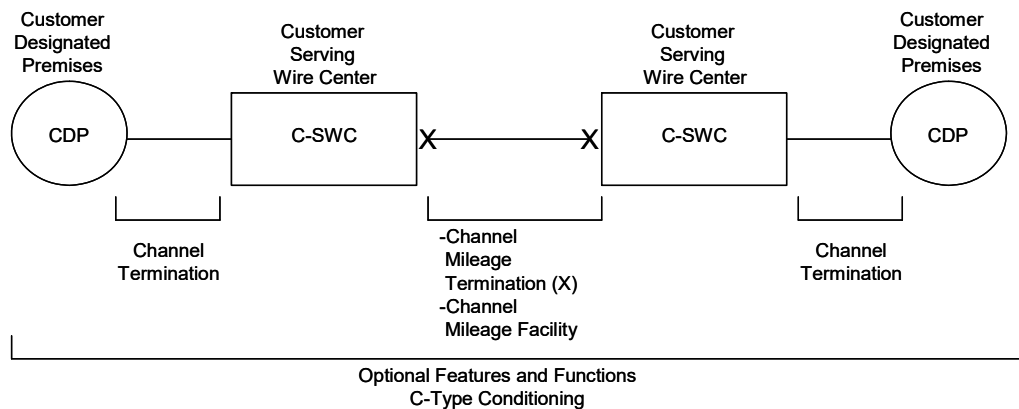 Customer
Designated
Premises
Customer
Serving
Wire Center
Customer
Serving
Wire Center
Customer
Designated
Premises
CDP
C-SWC
X
X
C-SWC
CDP
Channel
Termination
-Channel
Mileage
Termination (X)
-Channel
Mileage Facility
Channel
Termination
Optional Features and Functions
C-Type Conditioning